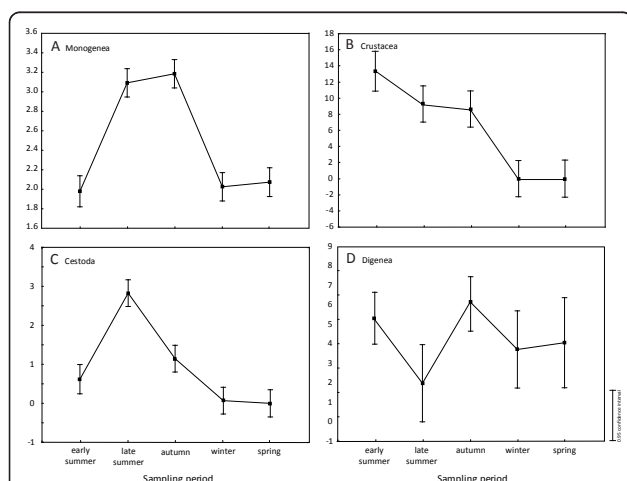 A Monogenea
3.6
3.4
3.2
3.0
2.8
2.6
2.4
2.2
2.0
1.8
1.6
B Crustacea
18
16
14
12
10
8
6
4
2
0
-2
-4
-6
C Cestoda
4
3
2
1
0
-1
early summer
late summer
autumn
winter
spring
Sampling period
D Digenea
9
8
7
6
5
4
3
2
1
0
-1
early summer
late summer
autumn
winter
spring
Sampling period
0.95 confidence interval